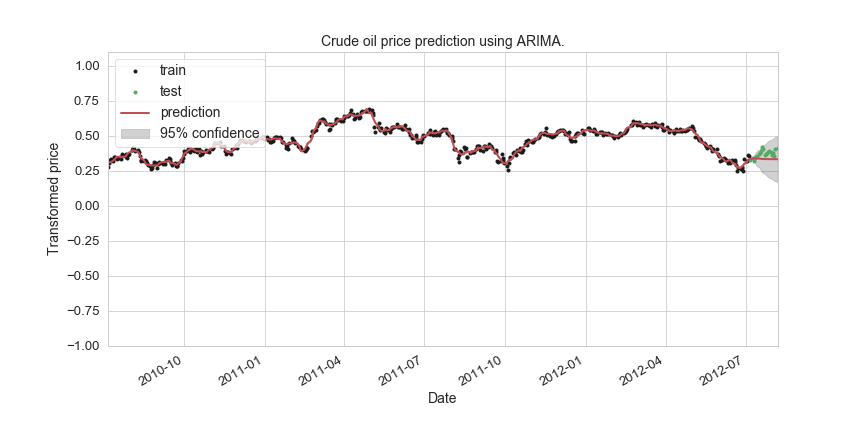 Crude oil price prediction using ARIMA.
1.00
0.75
0.50
0.25
0.00
−0.25
−0.50
−0.75
−1.00
Transformed price
train
test
prediction
95% confidence
2010-10
2011-01
2011-04
2011-07
2011-10
2012-01
2012-04
2012-07
Date